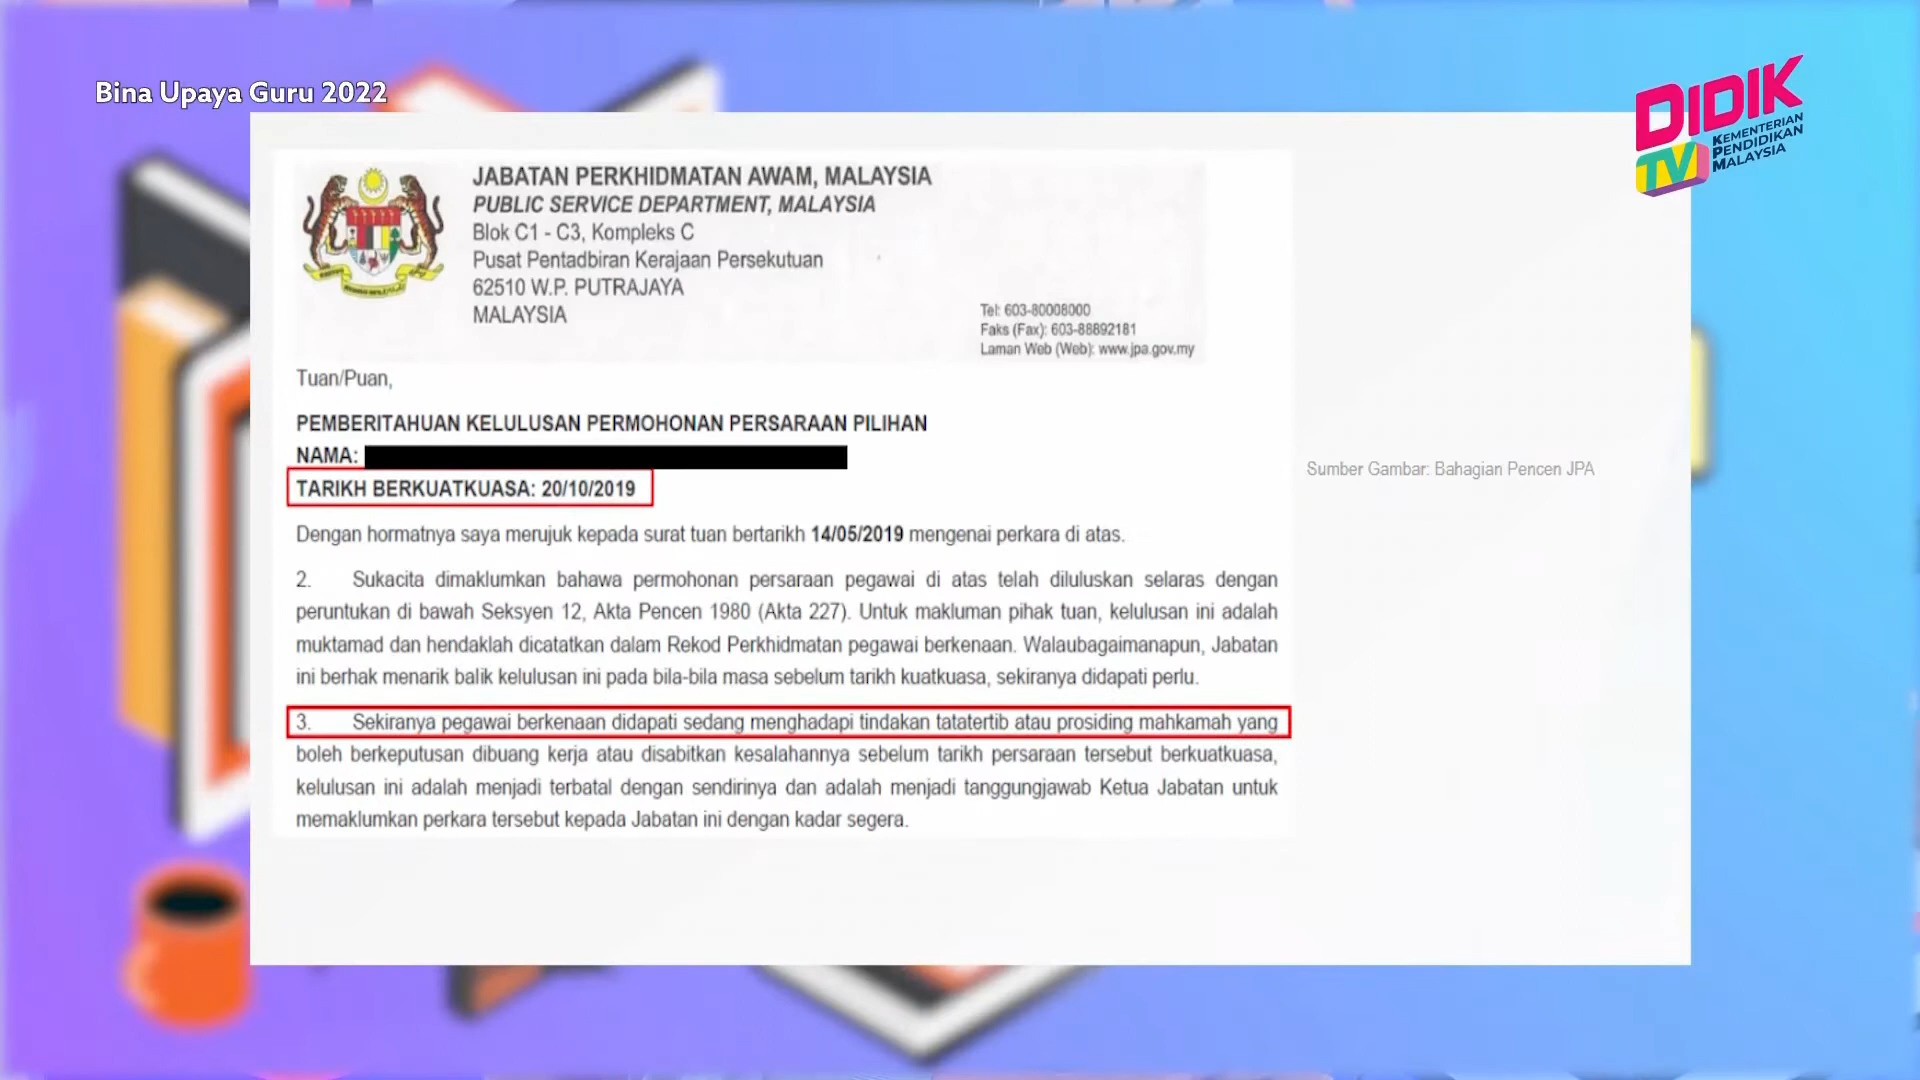 Bina Upaya Guru 2022
DIDIK
TV
KEMENTERIAN
PENDIDIKAN
MALAYSIA
JABATAN PERKHIDMATAN AWAM, MALAYSIA
PUBLIC SERVICE DEPARTMENT, MALAYSIA
Blok C1 - C3, Kompleks C
Pusat Pentadbiran Kerajaan Persekutuan
62510 W.P. PUTRAJAYA
MALAYSIA
Tel: 603-80008000
Faks (Fax): 603-88892181
Laman Web (Web): www.jpa.gov.my
Tuan/Puan,
PEMBERITAHUAN KELULUSAN PERMOHONAN PERSARAAN PILIHAN
NAMA:
TARIKH BERKUATKUASA: 20/10/2019
Sumber Gambar: Bahagian Pencen JPA
Dengan hormatnya saya merujuk kepada surat tuan bertarikh 14/05/2019 mengenai perkara di atas.
2. Sukacita dimaklumkan bahawa permohonan persaraan pegawai di atas telah diluluskan selaras dengan
peruntukan di bawah Seksyen 12, Akta Pencen 1980 (Akta 227). Untuk makluman pihak tuan, kelulusan ini adalah
muktamad dan hendaklah dicatatkan dalam Rekod Perkhidmatan pegawai berkenaan. Walaubagaimanapun, Jabatan
ini berhak menarik balik kelulusan ini pada bila-bila masa sebelum tarikh kuatkuasa, sekiranya didapati perlu.
3. Sekiranya pegawai berkenaan didapati sedang menghadapi tindakan tatatertib atau prosiding mahkamah yang
boleh berkeputusan dibuang kerja atau disabitkan kesalahannya sebelum tarikh persaraan tersebut berkuatkuasa,
kelulusan ini adalah menjadi terbatal dengan sendirinya dan adalah menjadi tanggungjawab Ketua Jabatan untuk
memaklumkan perkara tersebut kepada Jabatan ini dengan kadar segera.